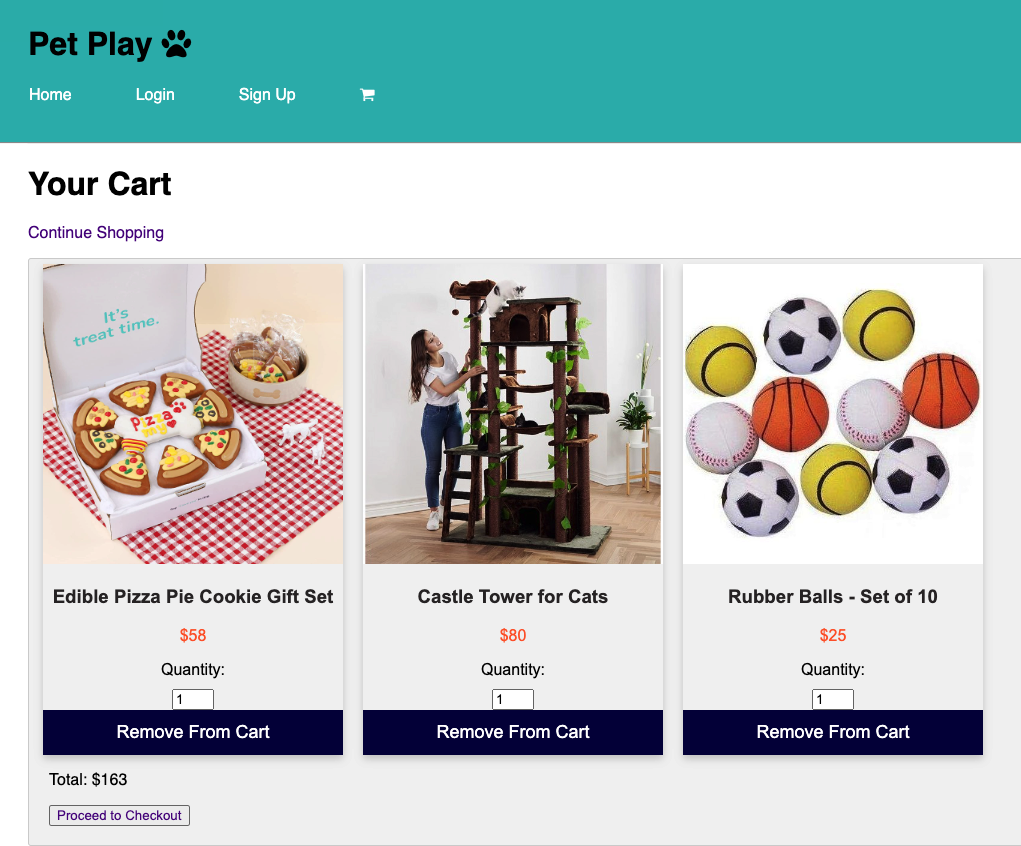 Pet Play
Home Login Sign Up
Your Cart
Continue Shopping
It's
treat time.
Pizza
my
Edible Pizza Pie Cookie Gift Set
$58
Quantity:
1
Remove From Cart
Castle Tower for Cats
$80
Quantity:
1
Remove From Cart
Rubber Balls - Set of 10
$25
Quantity:
1
Remove From Cart
Total: $163
Proceed to Checkout